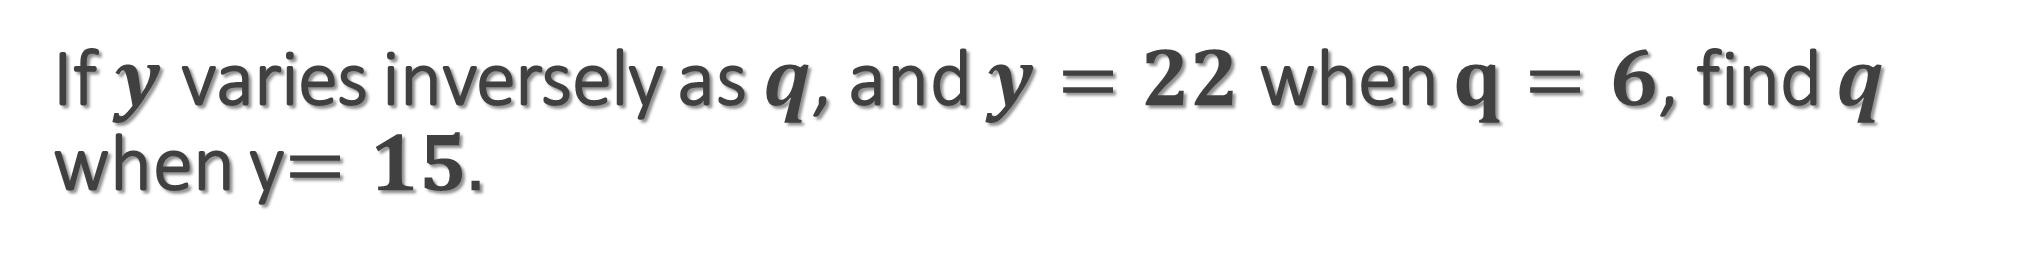 If y varies inversely as q, and y = 22 when q = 6, find q
when y= 15.